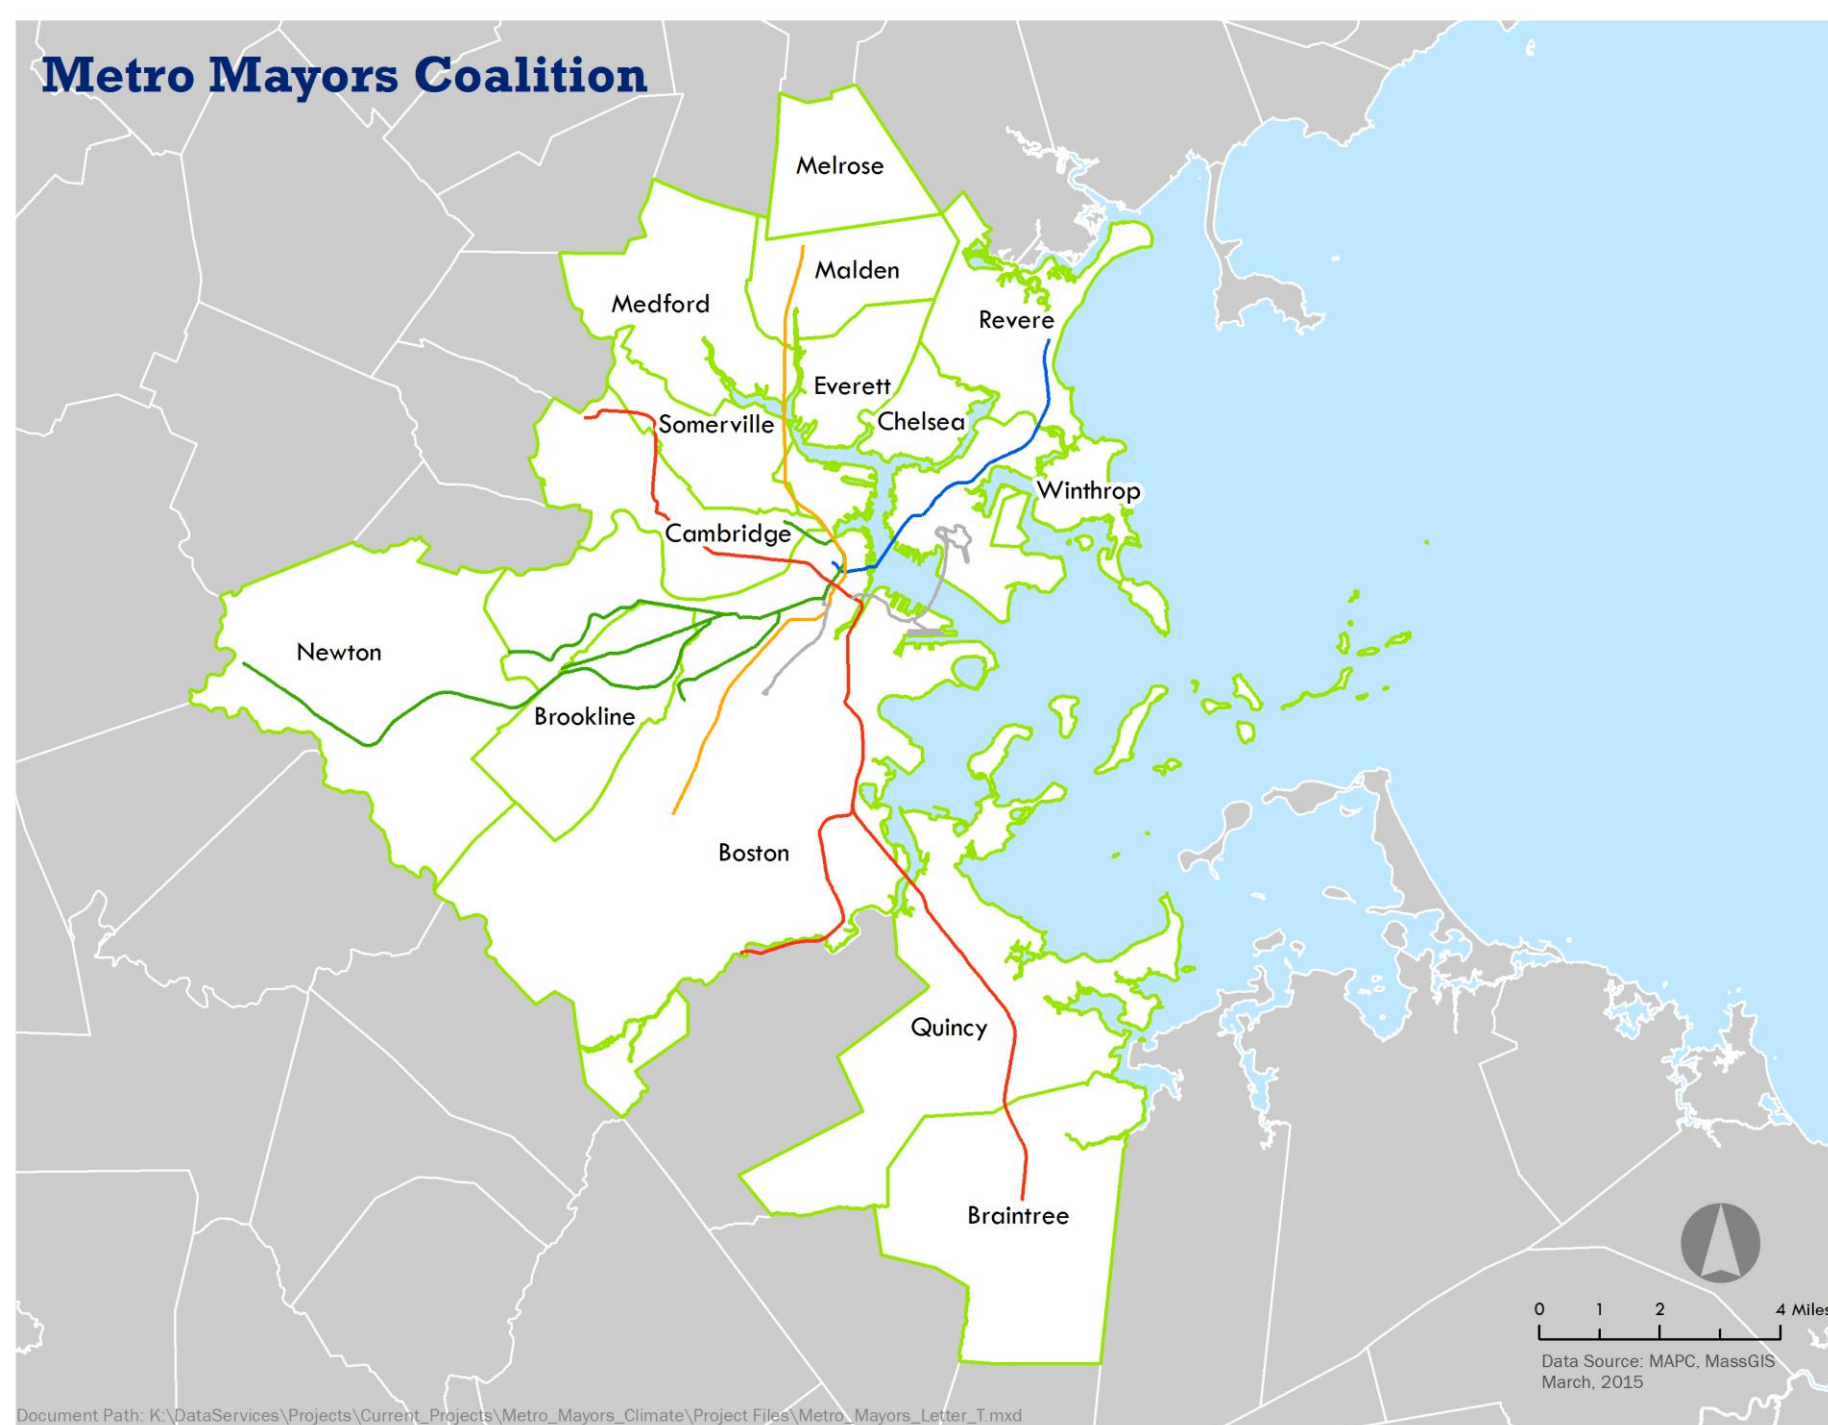 Metro Mayors Coalition
Melrose
Malden
Medford
Revere
Everett
Chelsea
Somerville
Winthrop
Cambridge
Newton
Brookline
Boston
Quincy
Braintree
0 1 2 4 Miles
Data Source: MAPC, MassGIS
March, 2015
Document Path: K:\DataServices\Projects\Current_Projects\Metro_Mayors_Climate\Project Files\Metro_Mayors_Letter_T.mxd